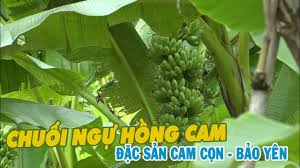 CHUỐI NGỰ HỒNG CAM
ĐẶC SẢN CAM CỌN - BẢO YÊN